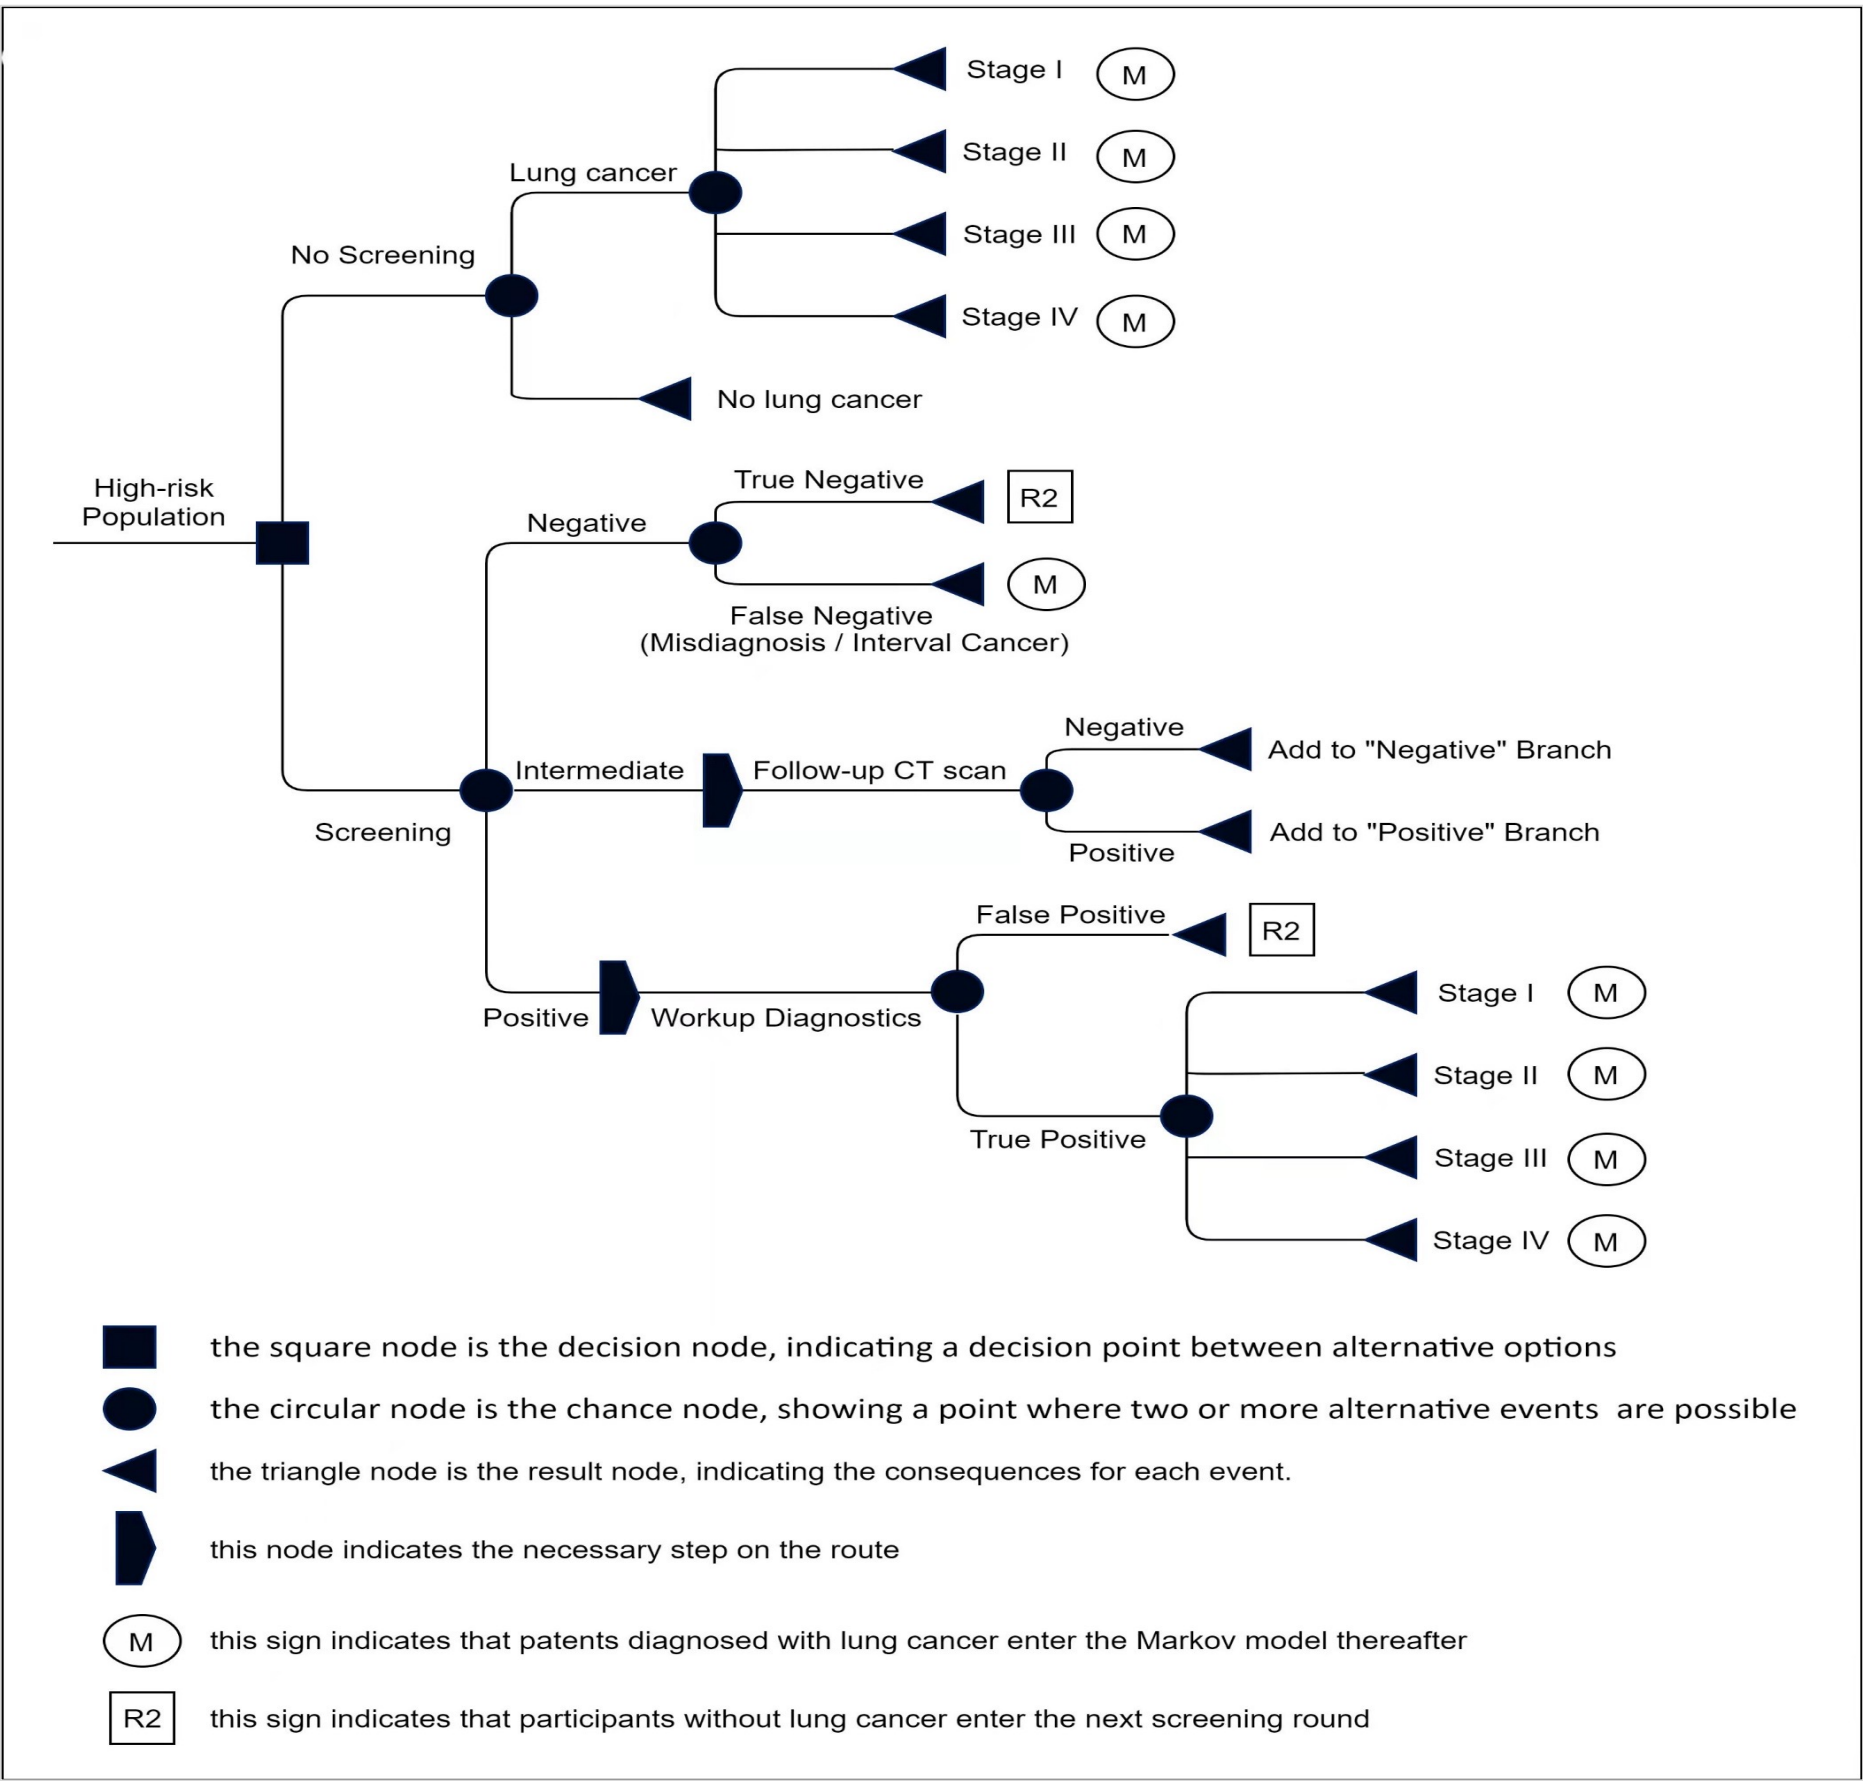 Stage I M
Stage II M
Lung cancer
Stage III M
No Screening
Stage IV M
No lung cancer
High-risk
Population
True Negative
R2
Negative
M
False Negative
(Misdiagnosis / Interval Cancer)
Negative
Add to "Negative" Branch
Intermediate
Follow-up CT scan
Screening
Add to "Positive" Branch
Positive
False Positive
R2
Positive
Workup Diagnostics
Stage I M
Stage II M
True Positive
Stage III M
Stage IV M
the square node is the decision node, indicating a decision point between alternative options
the circular node is the chance node, showing a point where two or more alternative events are possible
the triangle node is the result node, indicating the consequences for each event.
this node indicates the necessary step on the route
M this sign indicates that patents diagnosed with lung cancer enter the Markov model thereafter
R2 this sign indicates that participants without lung cancer enter the next screening round